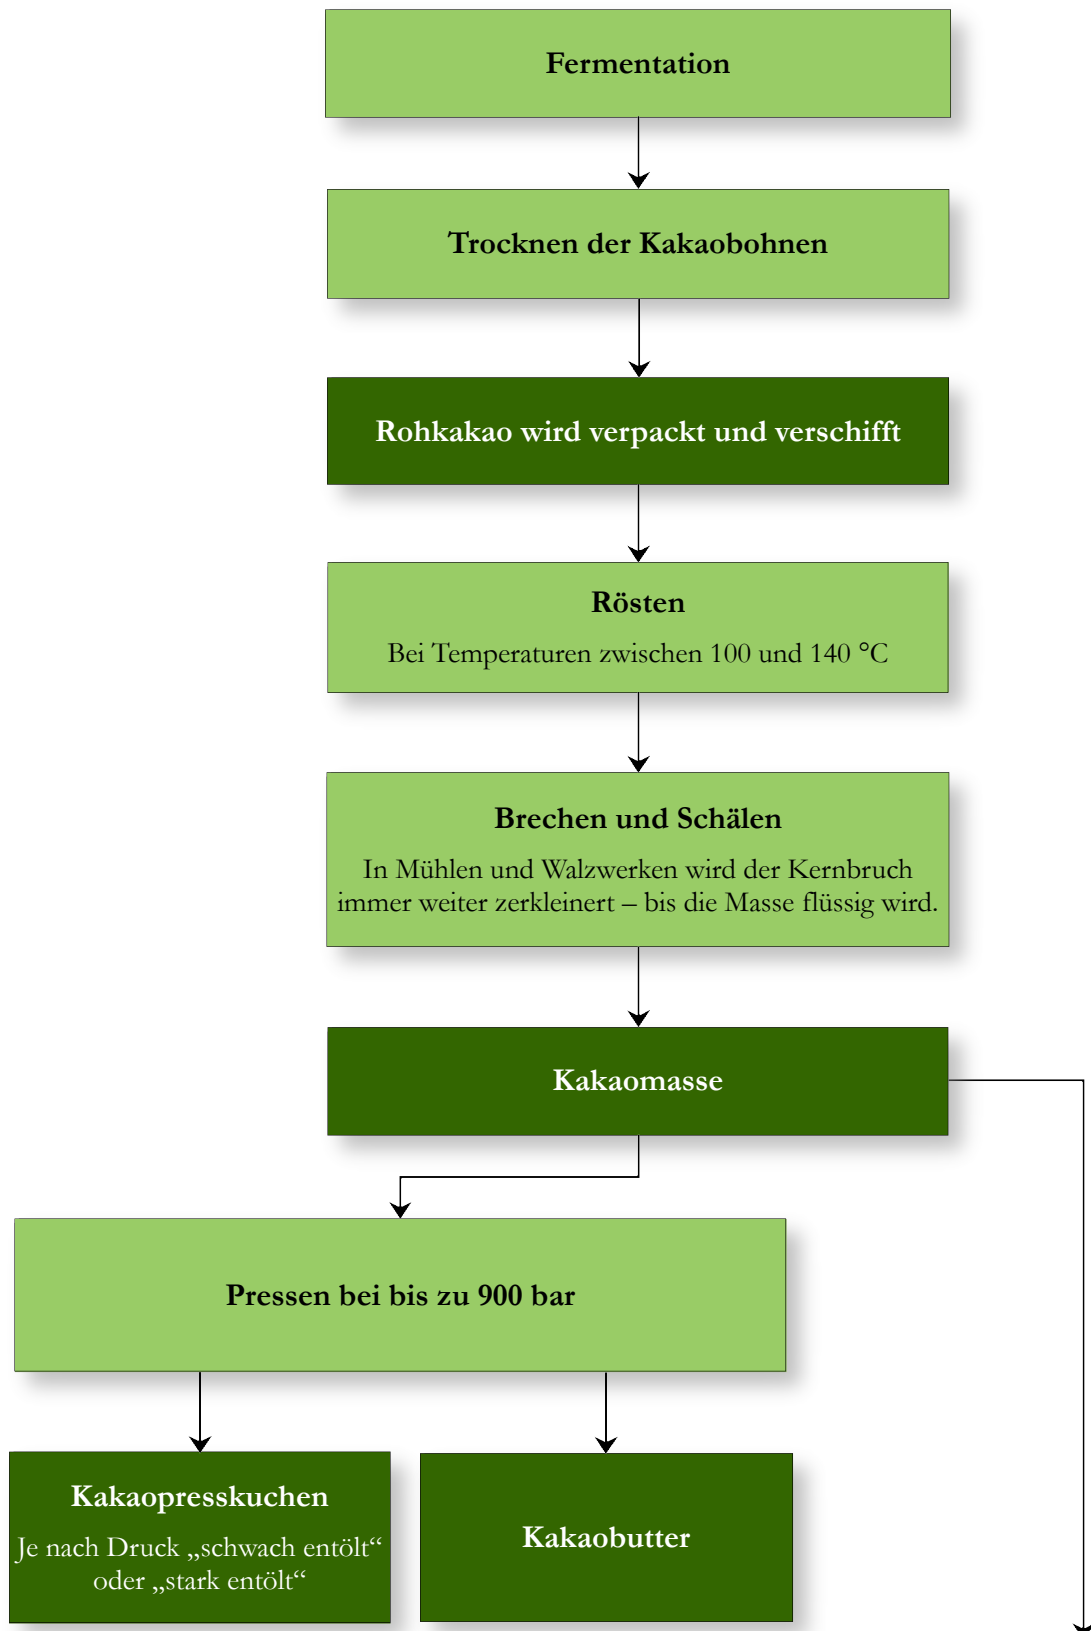 Fermentation
Trocknen der Kakaobohnen
Rohkakao wird verpackt und verschifft
Rösten
Bei Temperaturen zwischen 100 und 140 °C
Brechen und Schälen
In Mühlen und Walzwerken wird der Kernbruch
immer weiter zerkleinert – bis die Masse flüssig wird.
Kakaomasse
Pressen bei bis zu 900 bar
Kakaopresskuchen
Je nach Druck „schwach entölt“
oder „stark entölt“
Kakaobutter